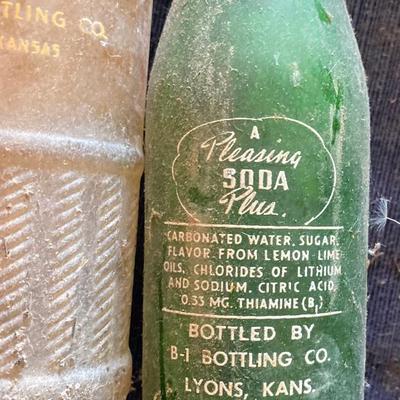 TLING CO.
KANSAS
A
Pleasing
SODA
Plus.
CARBONATED WATER, SUGAR,
FLAVOR FROM LEMON-LIME
OILS, CHLORIDES OF LITHIUM
AND SODIUM, CITRIC ACID,
0.33 MG. THIAMINE (B1)
BOTTLED BY
B-1 BOTTLING CO.
LYONS, KANS.